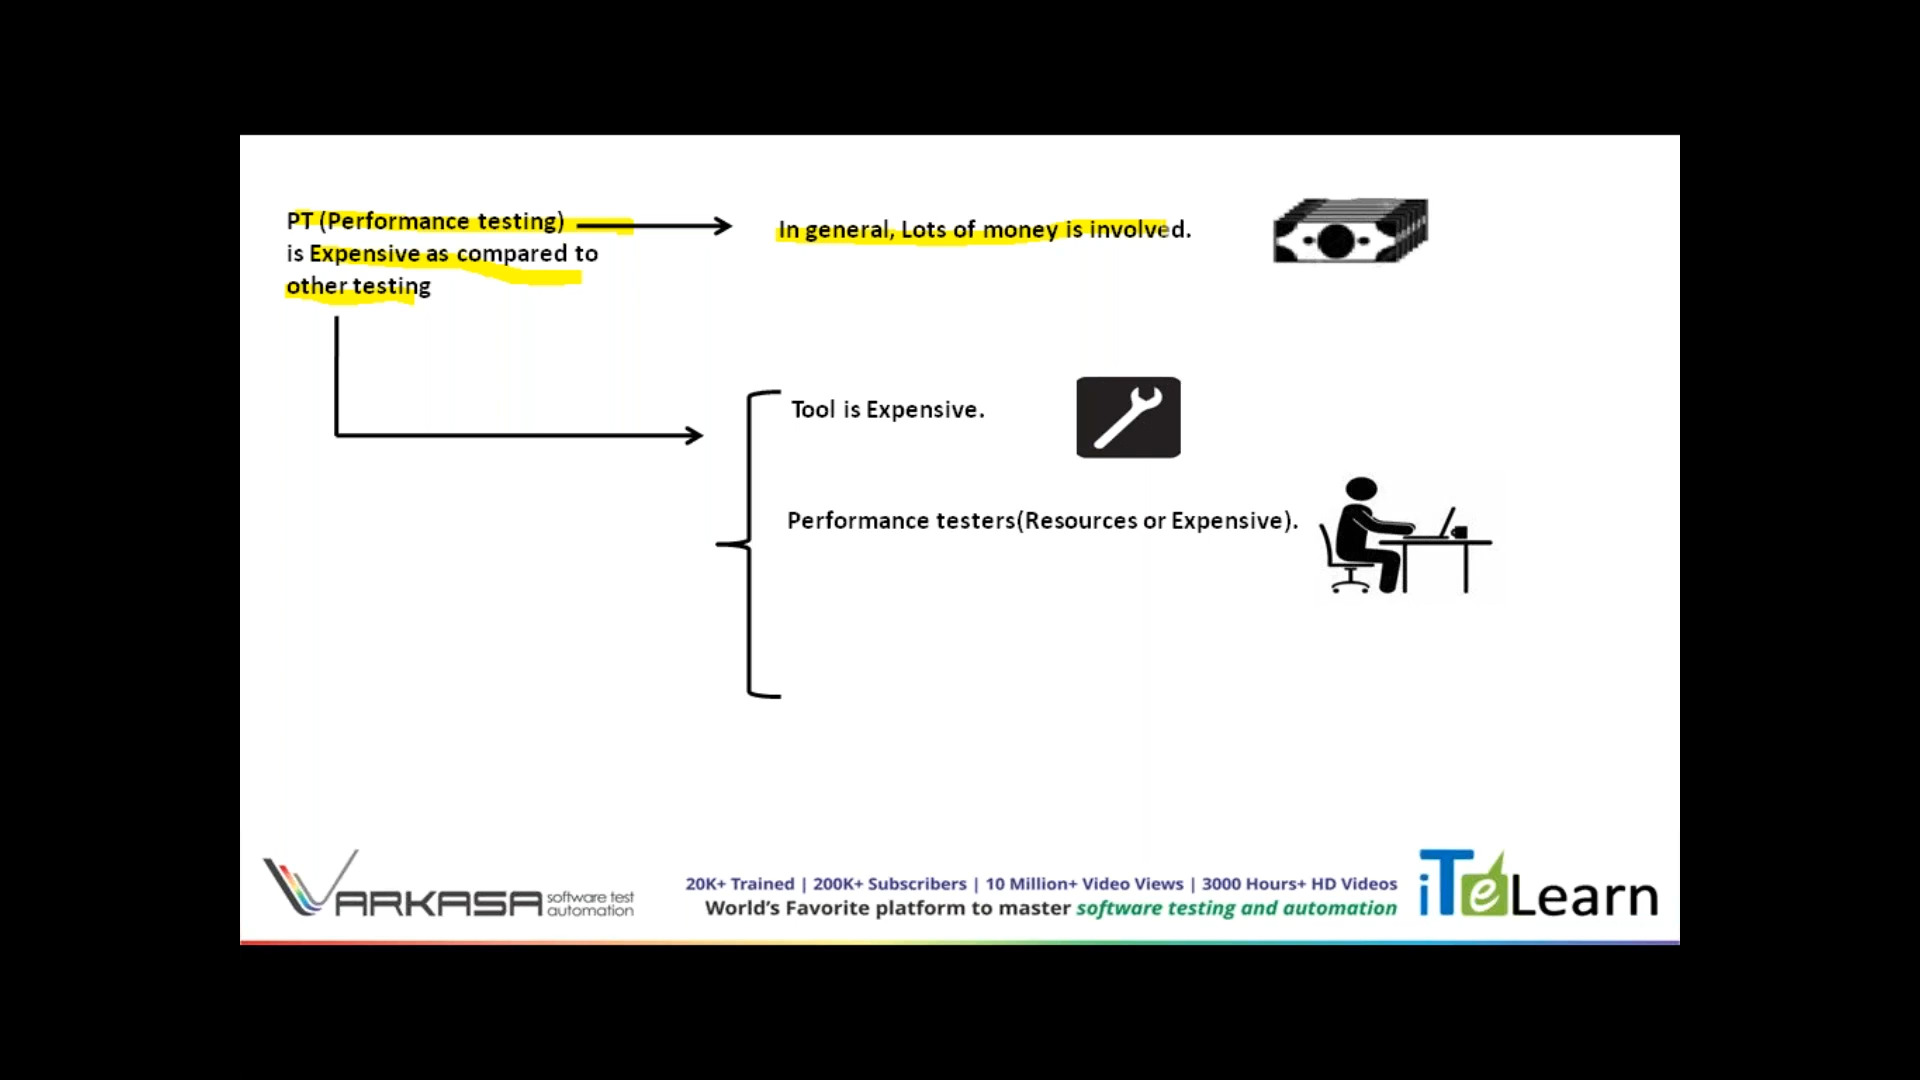 PT (Performance testing)
is Expensive as compared to
other testing
In general, Lots of money is involved.
Tool is Expensive.
Performance testers(Resources or Expensive).
VARKASA software test
automation
20K+ Trained | 200K+ Subscribers | 10 Million+ Video Views | 3000 Hours+ HD Videos
World's Favorite platform to master software testing and automation
iTeLearn